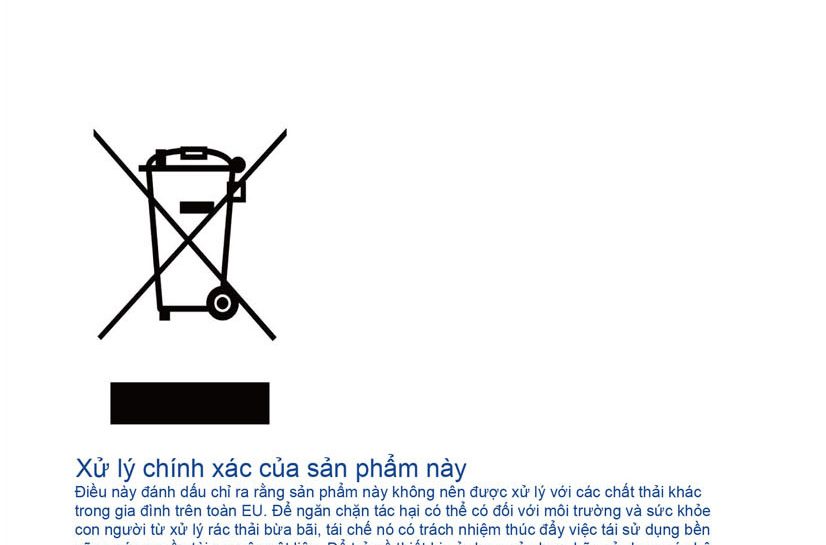 Xử lý chính xác của sản phẩm này
Điều này đánh dấu chỉ ra rằng sản phẩm này không nên được xử lý với các chất thải khác
trong gia đình trên toàn EU. Để ngăn chặn tác hại có thể có đối với môi trường và sức khỏe
con người từ xử lý rác thải bừa bãi, tái chế nó có trách nhiệm thúc đẩy việc tái sử dụng bền